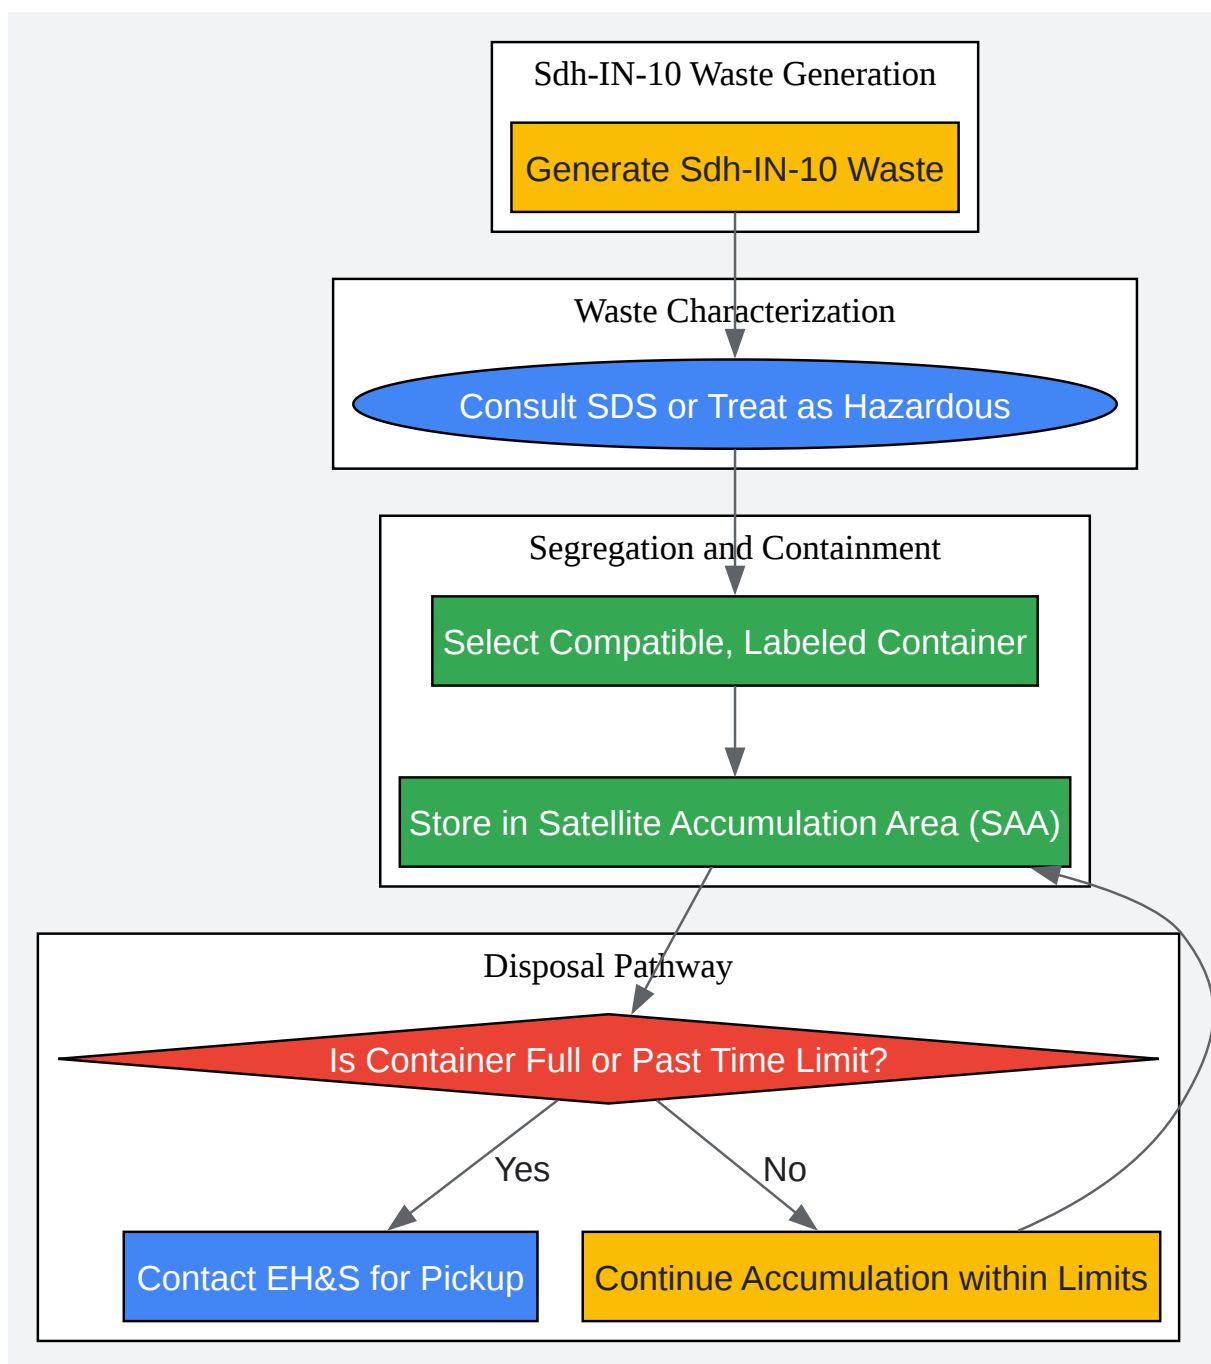 Sdh-IN-10 Waste Generation
Generate Sdh-IN-10 Waste
Waste Characterization
Consult SDS or Treat as Hazardous
Segregation and Containment
Select Compatible, Labeled Container
Store in Satellite Accumulation Area (SAA)
Disposal Pathway
Is Container Full or Past Time Limit?
Yes
No
Contact EH&S for Pickup
Continue Accumulation within Limits